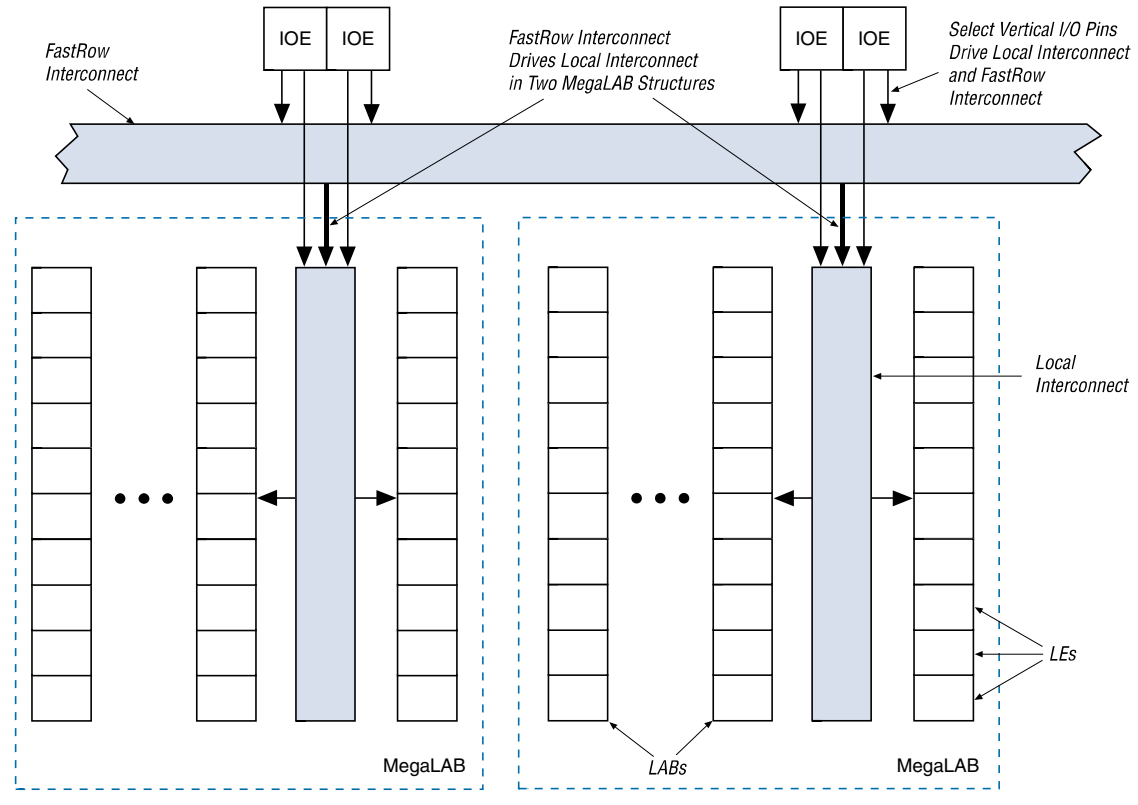 IOE
IOE
IOE
IOE
FastRow
Interconnect
FastRow Interconnect
Drives Local Interconnect
in Two MegaLAB Structures
Select Vertical I/O Pins
Drive Local Interconnect
and FastRow
Interconnect
Local
Interconnect
LEs
LABs
MegaLAB
MegaLAB